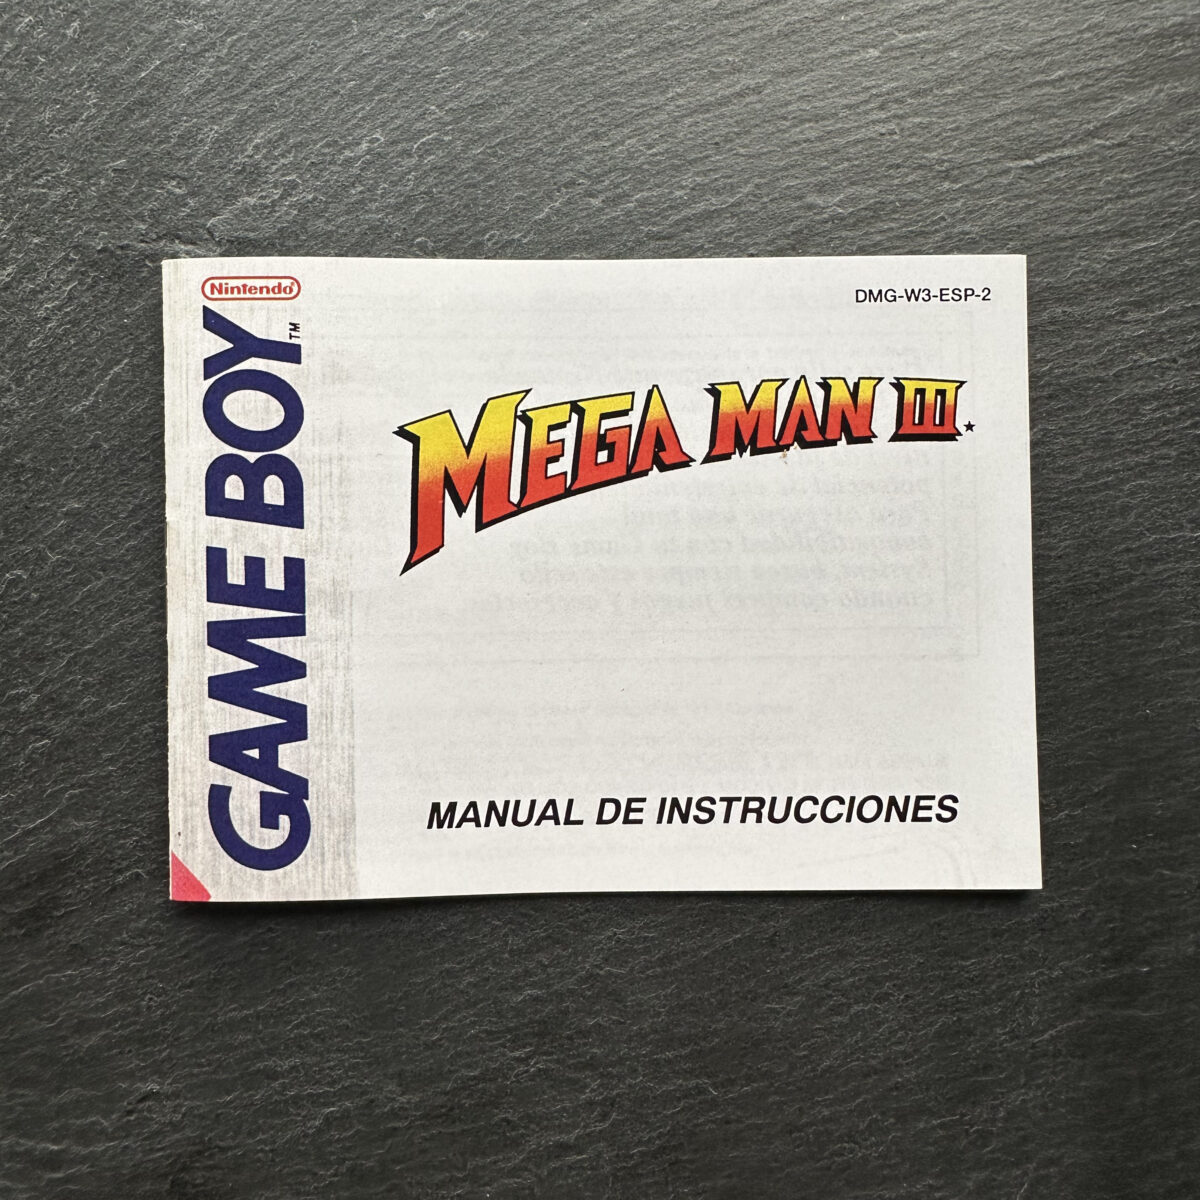 Nintendo®
GAME BOY™
DMG-W3-ESP-2
MEGA MAN III.★
MANUAL DE INSTRUCCIONES